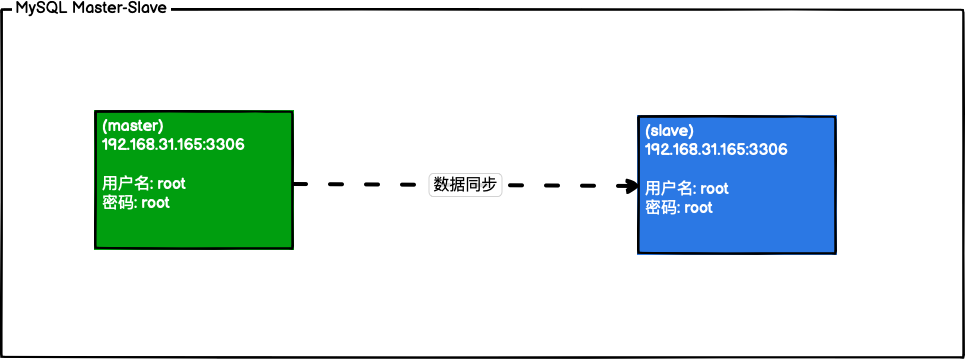 MySQL Master-Slave
(master)
192.168.31.165:3306
用户名: root
密码: root
数据同步
(slave)
192.168.31.165:3306
用户名: root
密码: root